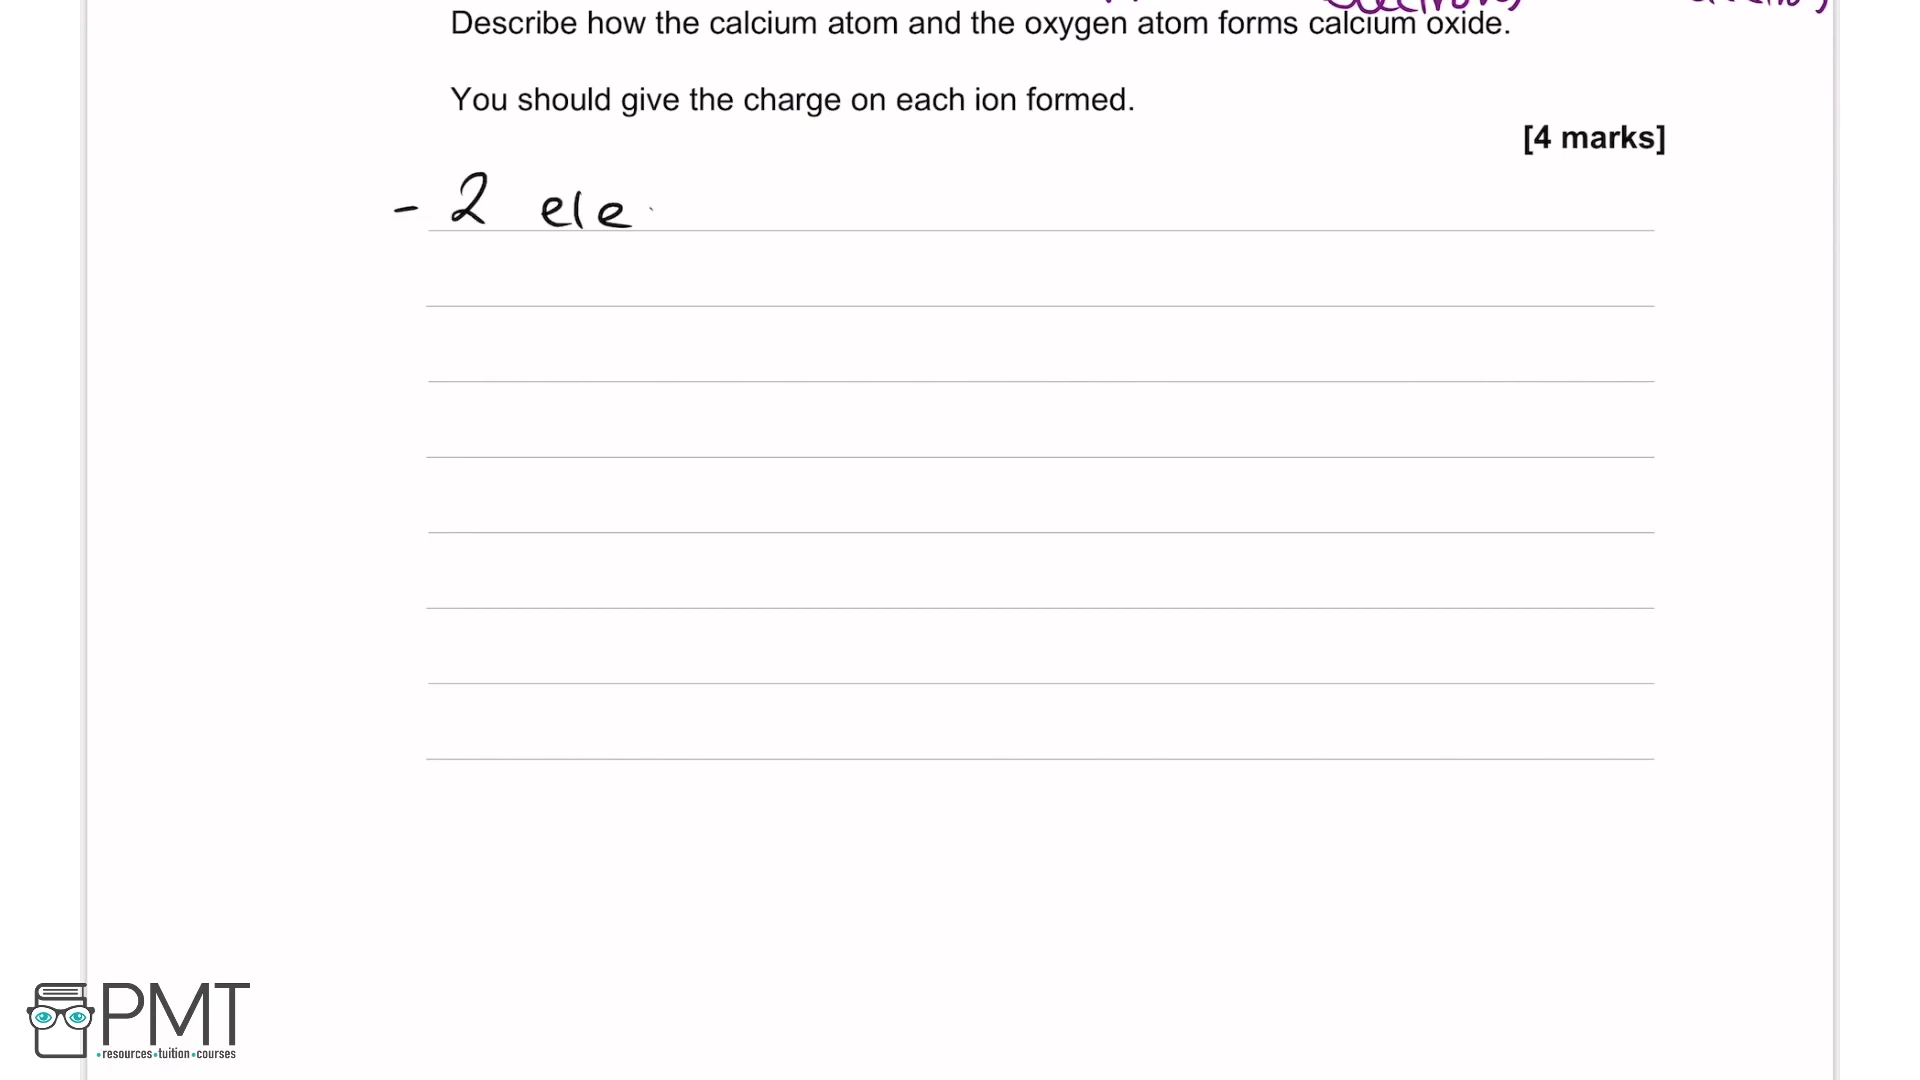 Describe how the calcium atom and the oxygen atom forms calcium oxide.
You should give the charge on each ion formed.
[4 marks]
- 2 ele
PMT
•resources•tuition•courses